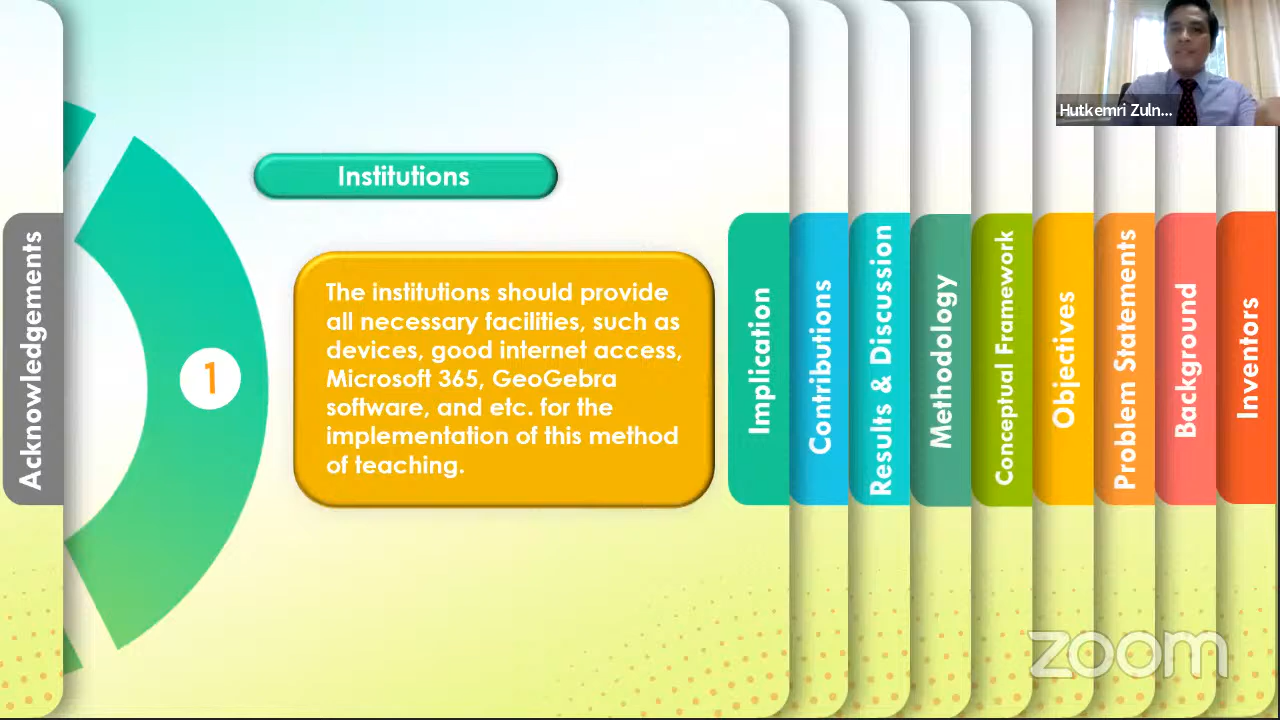 Hutkemri Zuln...
Institutions
The institutions should provide
all necessary facilities, such as
devices, good internet access,
Microsoft 365, GeoGebra
software, and etc. for the
implementation of this method
of teaching.
1
Acknowledgements
Implication
Contributions
Results & Discussion
Methodology
Conceptual Framework
Objectives
Problem Statements
Background
Inventors
zoom